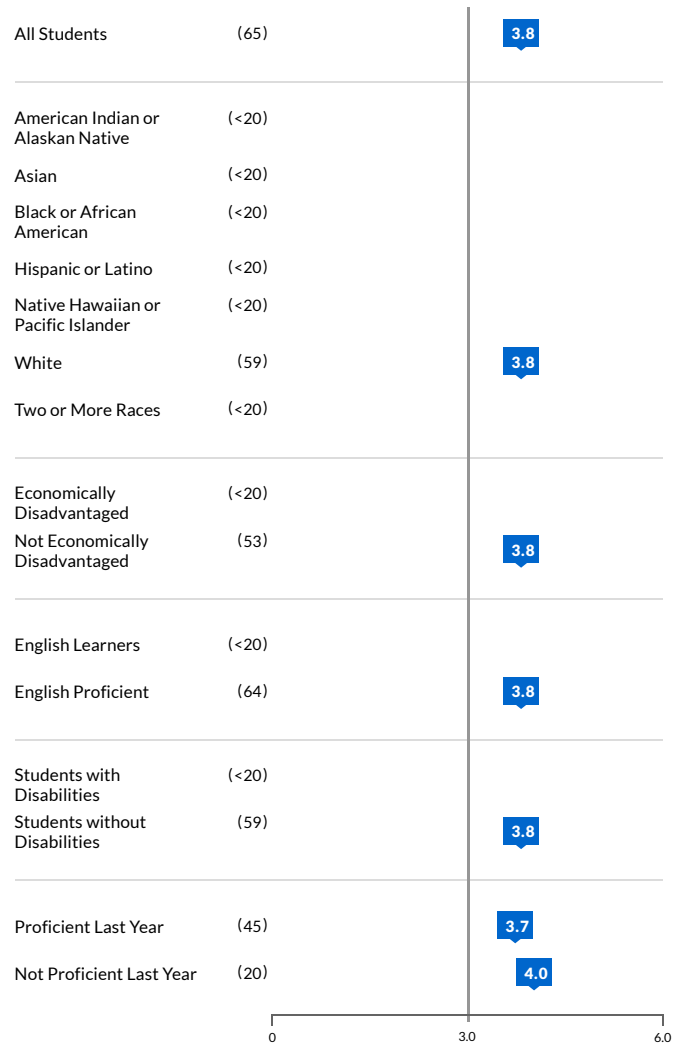 All Students (65) 3.8
American Indian or (<20)
Alaskan Native
Asian (<20)
Black or African (<20)
American
Hispanic or Latino (<20)
Native Hawaiian or (<20)
Pacific Islander
White (59) 3.8
Two or More Races (<20)
Economically (<20)
Disadvantaged
Not Economically (53) 3.8
Disadvantaged
English Learners (<20)
English Proficient (64) 3.8
Students with (<20)
Disabilities
Students without (59) 3.8
Disabilities
Proficient Last Year (45) 3.7
Not Proficient Last Year (20) 4.0
0 3.0 6.0